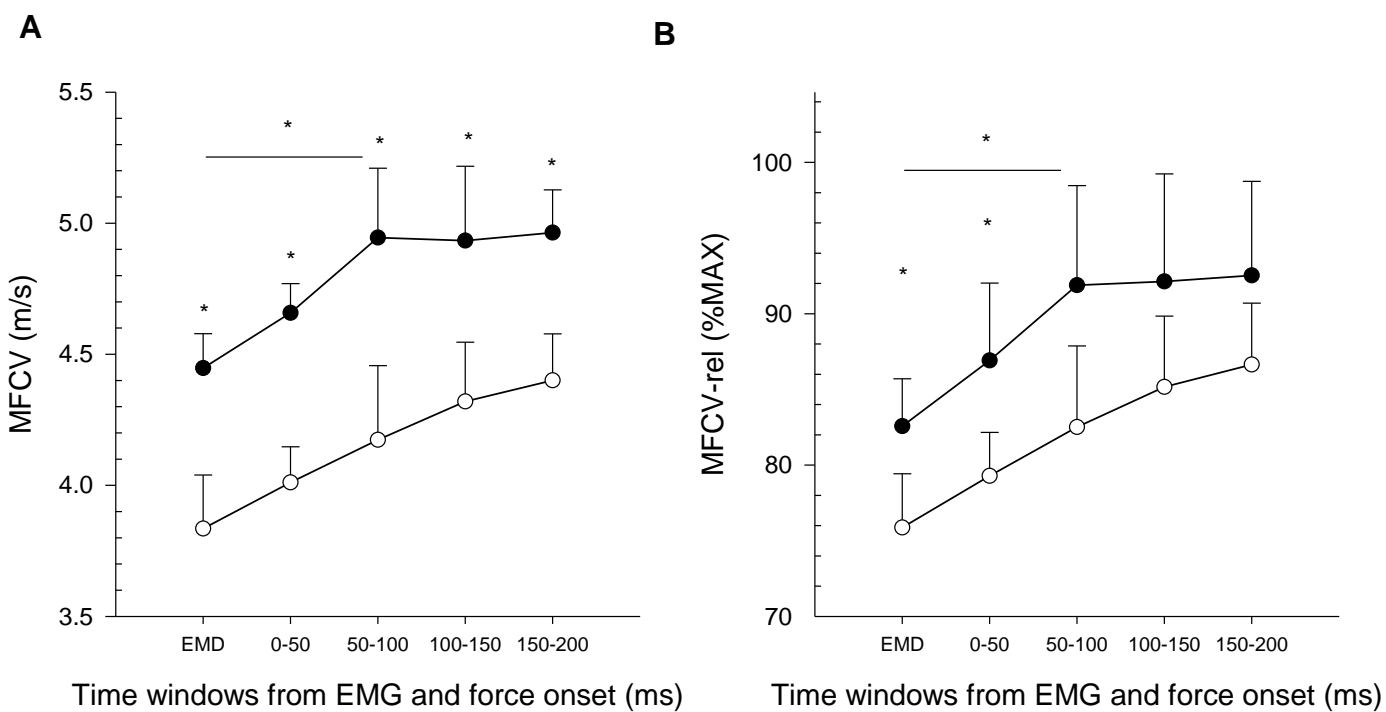 A
MFCV (m/s)
5.5
5.0
4.5
4.0
3.5
*
*
*
*
*
*
EMD 0-50 50-100 100-150 150-200
Time windows from EMG and force onset (ms)
B
MFCV-rel (%MAX)
100
90
80
70
*
*
*
EMD 0-50 50-100 100-150 150-200
Time windows from EMG and force onset (ms)